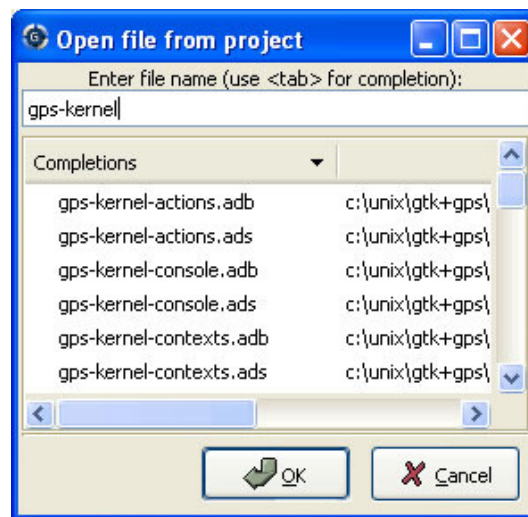 Open file from project
Enter file name (use <tab> for completion):
gps-kernel
Completions
gps-kernel-actions.adb c:\unix\gtk+gps\
gps-kernel-actions.ads c:\unix\gtk+gps\
gps-kernel-console.adb c:\unix\gtk+gps\
gps-kernel-console.ads c:\unix\gtk+gps\
gps-kernel-contexts.adb c:\unix\gtk+gps\
gps-kernel-contexts.ads c:\unix\gtk+gps\
OK Cancel